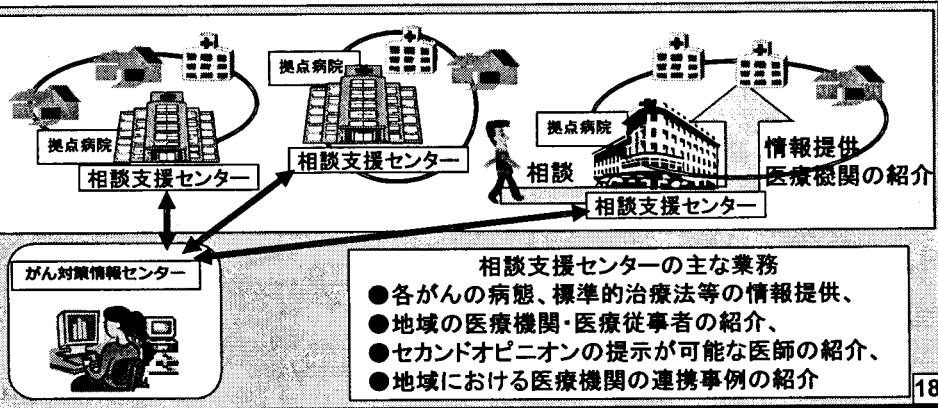 拠点病院
相談支援センター
拠点病院
相談支援センター
拠点病院
相談
情報提供
医療機関の紹介
相談支援センター
がん対策情報センター
相談支援センターの主な業務
●各がんの病態、標準的治療法等の情報提供、
●地域の医療機関・医療従事者の紹介、
●セカンドオピニオンの提示が可能な医師の紹介、
●地域における医療機関の連携事例の紹介
18